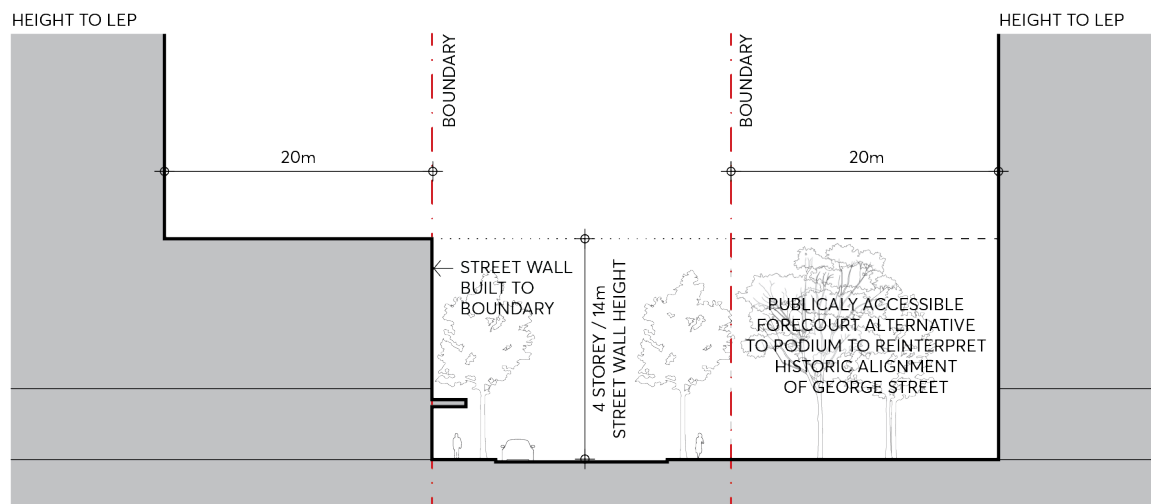 HEIGHT TO LEP
HEIGHT TO LEP
BOUNDARY
BOUNDARY
20m
20m
STREET WALL
BUILT TO
BOUNDARY
4 STOREY / 14m
STREET WALL HEIGHT
PUBLICALY ACCESSIBLE
FORECOURT ALTERNATIVE
TO PODIUM TO REINTERPRET
HISTORIC ALIGNMENT
OF GEORGE STREET